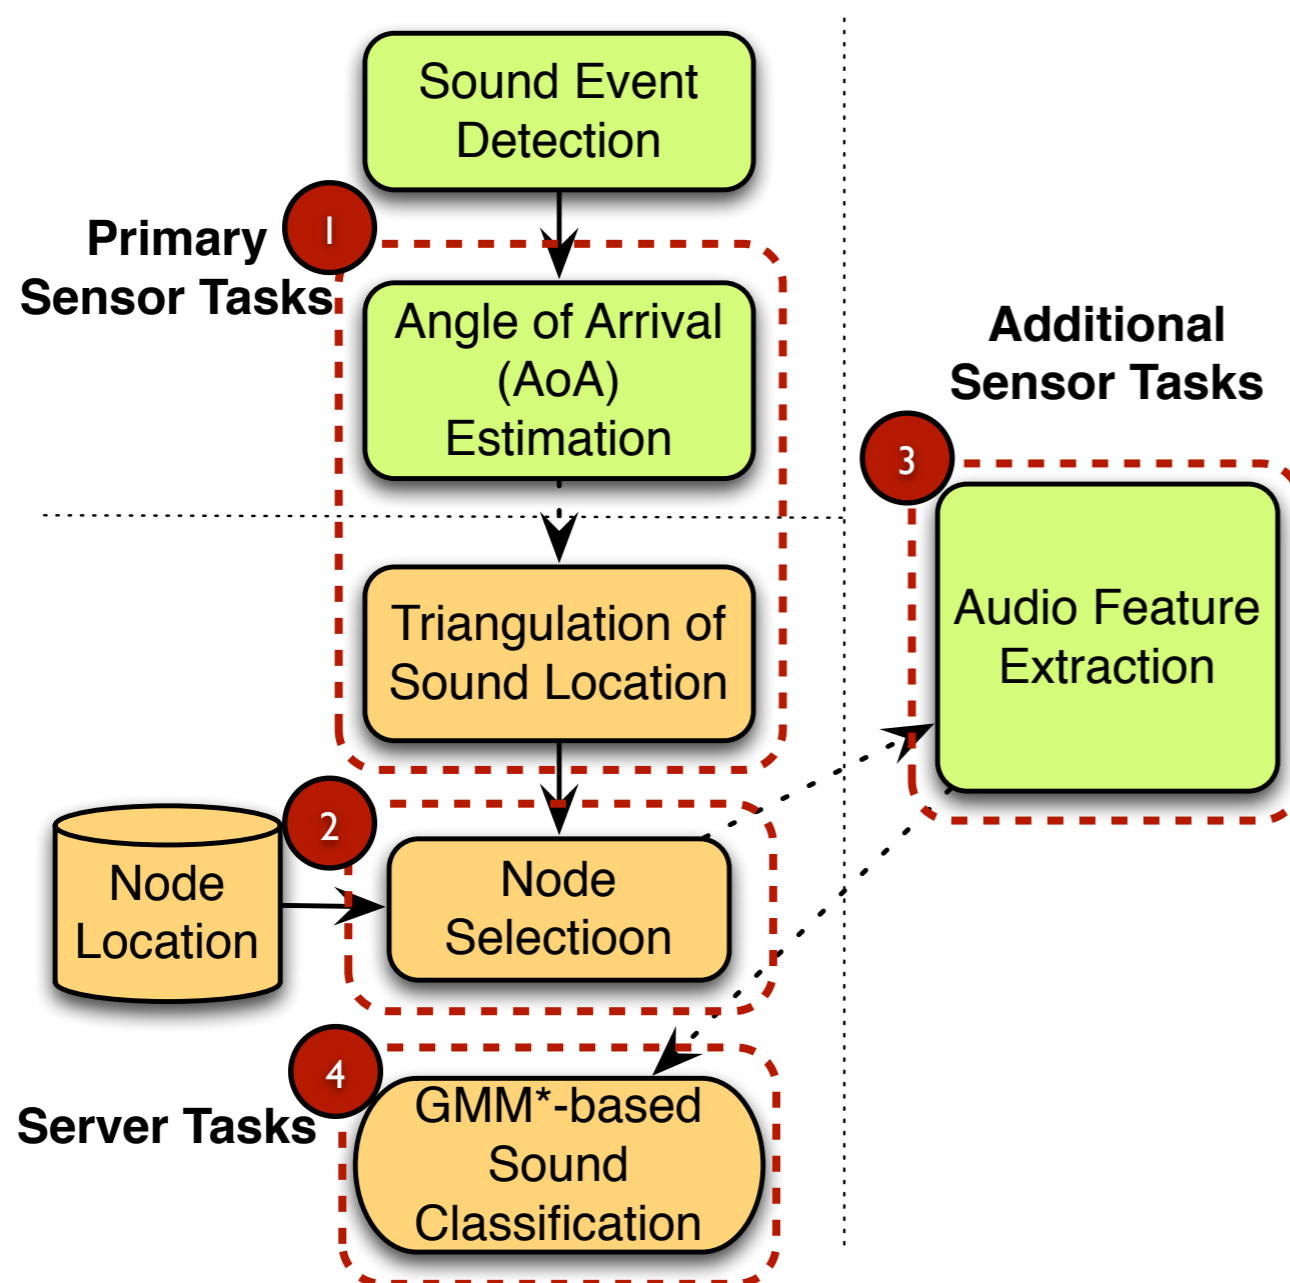 Sound Event
Detection
1
Primary
Sensor Tasks
Angle of Arrival
(AoA)
Estimation
Additional
Sensor Tasks
3
Audio Feature
Extraction
Triangulation of
Sound Location
2
Node
Location
Node
Selectioon
4
Server Tasks
GMM*-based
Sound
Classification